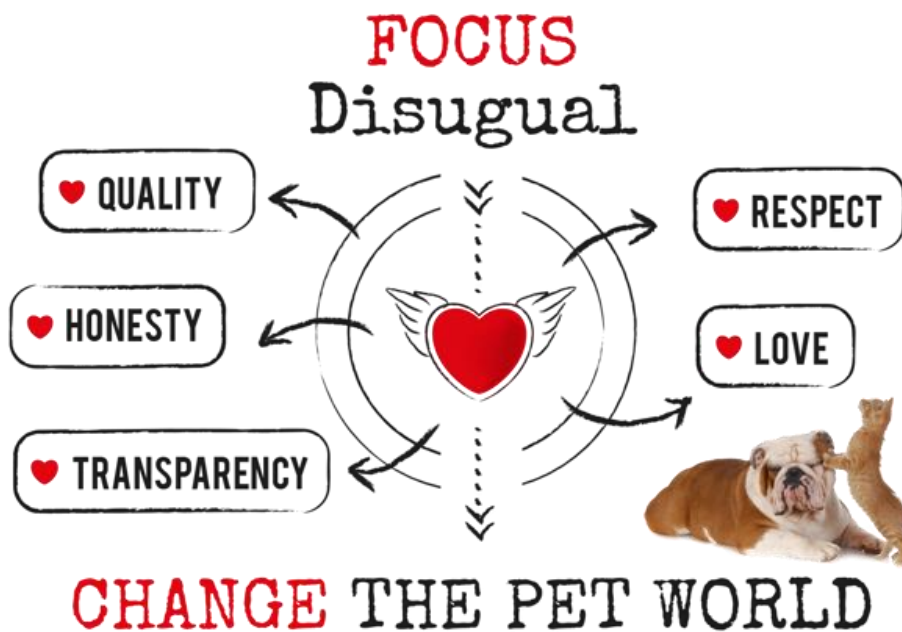 FOCUS
Disugual
QUALITY
HONESTY
TRANSPARENCY
RESPECT
LOVE
CHANGE THE PET WORLD